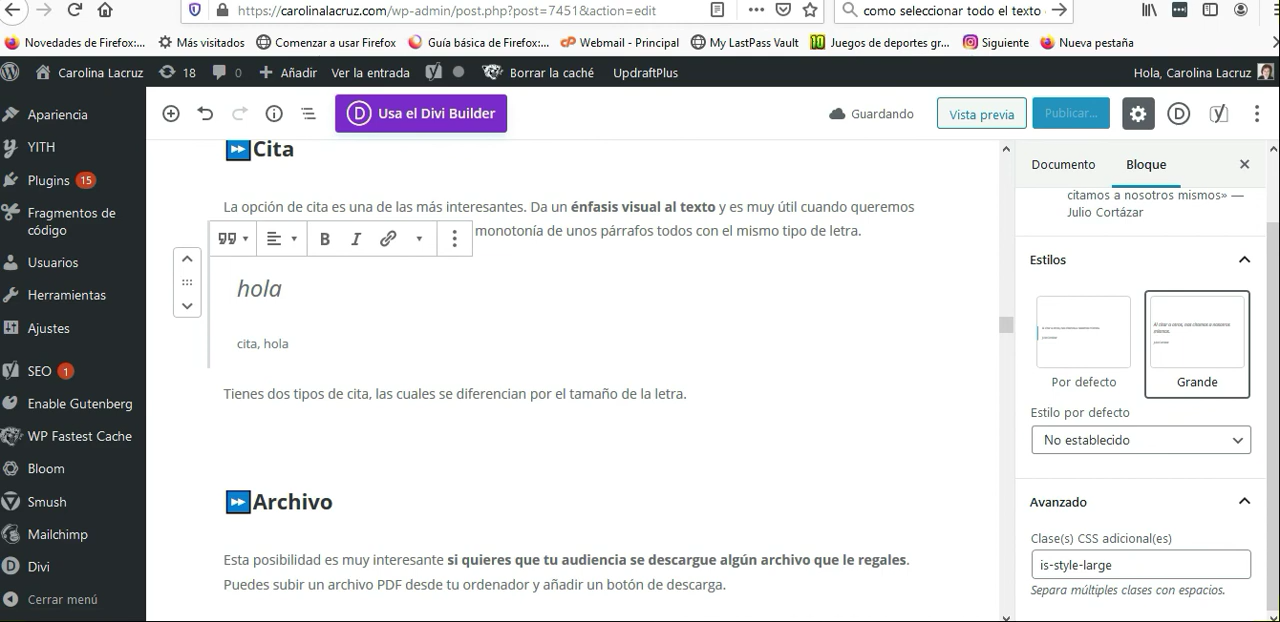 https://carolinalacruz.com/wp-admin/post.php?post=7451&action=edit
como seleccionar todo el texto
Novedades de Firefox:...
Más visitados
Comenzar a usar Firefox
Guía básica de Firefox:...
Webmail - Principal
My LastPass Vault
Juegos de deportes gr...
Siguiente
Nueva pestaña
Carolina Lacruz
18
0
Añadir
Ver la entrada
Borrar la caché
UpdraftPlus
Hola, Carolina Lacruz
Apariencia
YITH
Plugins 15
Fragmentos de
código
Usuarios
Herramientas
Ajustes
SEO 1
Enable Gutenberg
WP Fastest Cache
Bloom
Smush
Mailchimp
Divi
Cerrar menú
D Usa el Divi Builder
Guardando
Vista previa
Publicar...
D
Cita
La opción de cita es una de las más interesantes. Da un énfasis visual al texto y es muy útil cuando queremos
monotonía de unos párrafos todos con el mismo tipo de letra.
B I
hola
cita, hola
Tienes dos tipos de cita, las cuales se diferencian por el tamaño de la letra.
Archivo
Esta posibilidad es muy interesante si quieres que tu audiencia se descargue algún archivo que le regales.
Puedes subir un archivo PDF desde tu ordenador y añadir un botón de descarga.
Documento
Bloque
citamos a nosotros mismos» —
Julio Cortázar
Estilos
Por defecto
Grande
Estilo por defecto
No establecido
Avanzado
Clase(s) CSS adicional(es)
is-style-large
Separa múltiples clases con espacios.